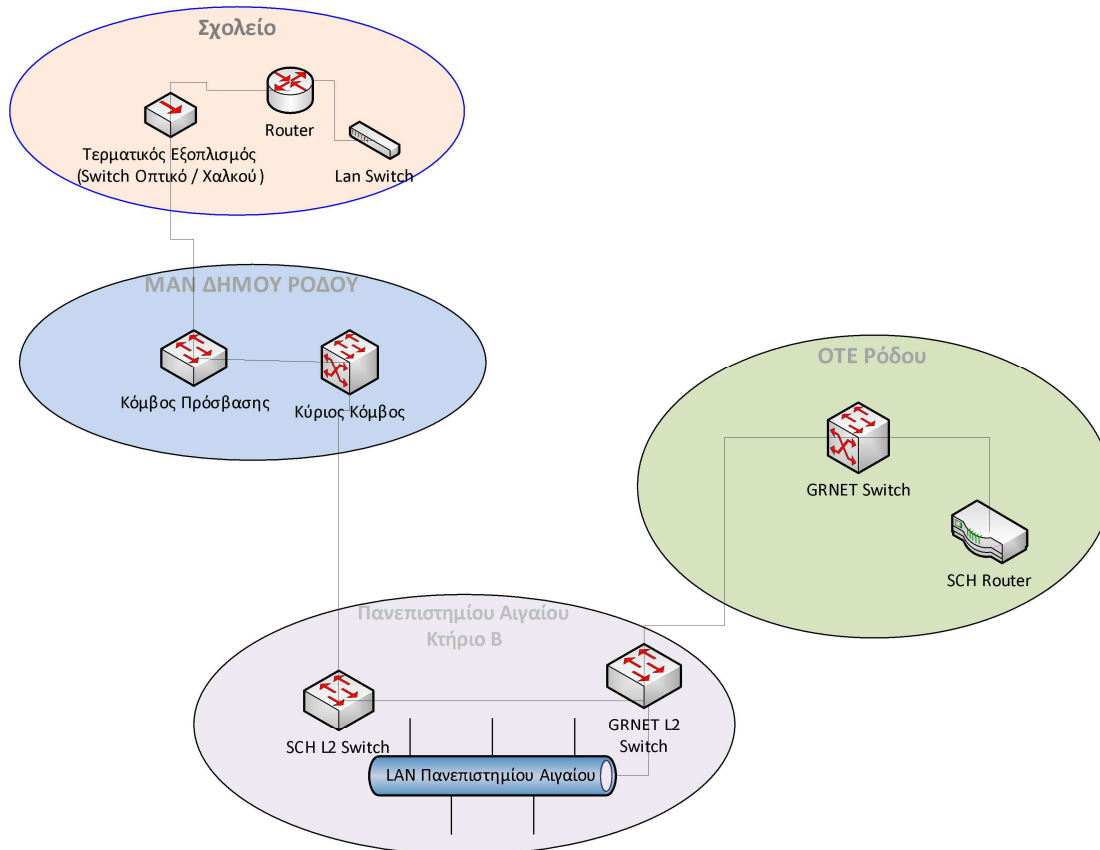 Σχολείο
Router
Τερματικός Εξοπλισμός
(Switch Οπτικό / Χαλκού)
Lan Switch
ΜΑΝ ΔΗΜΟΥ ΡΟΔΟΥ
Κόμβος Πρόσβασης
Κύριος Κόμβος
ΟΤΕ Ρόδου
GRNET Switch
SCH Router
Πανεπιστημίου Αιγαίου
Κτήριο Β
SCH L2 Switch
GRNET L2
Switch
LAN Πανεπιστημίου Αιγαίου